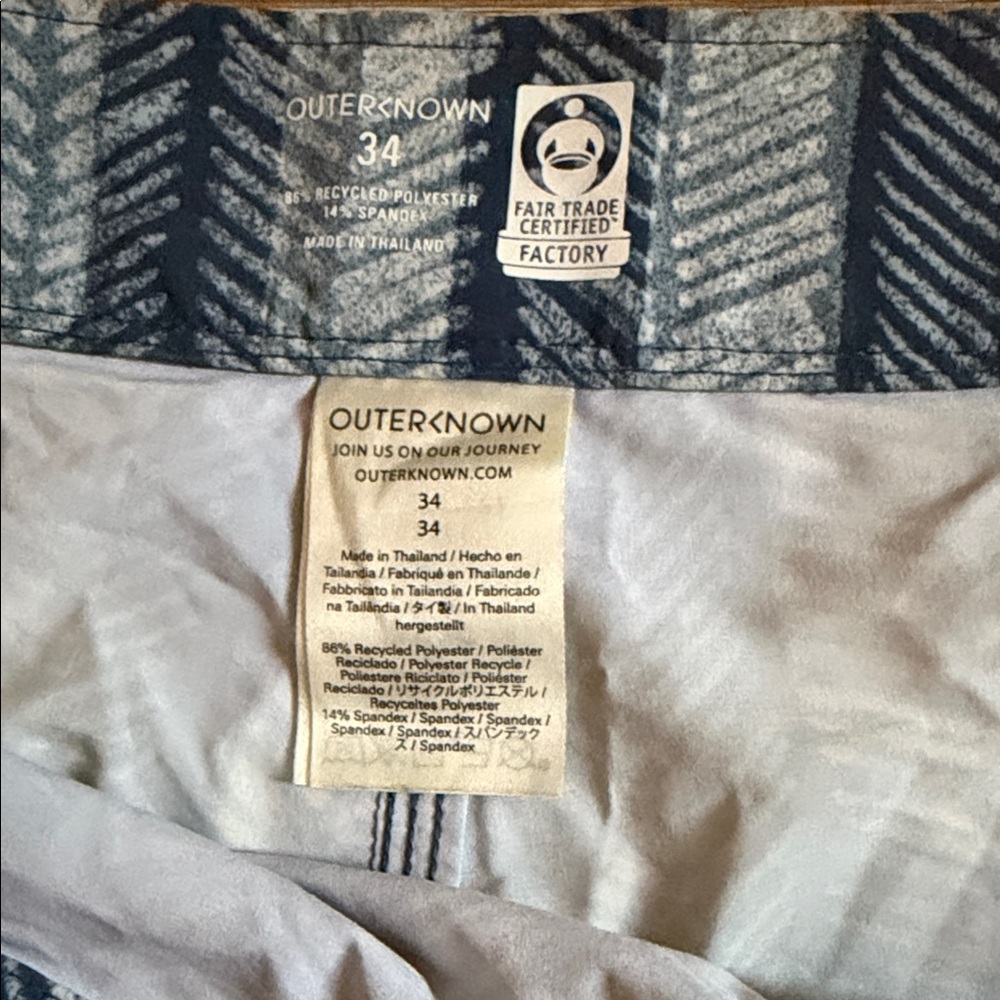 OUTERKNOWN
34
86% RECYCLED POLYESTER
14% SPANDEX
MADE IN THAILAND
FAIR TRADE
CERTIFIED™
FACTORY
OUTERKNOWN
JOIN US ON OUR JOURNEY
OUTERKNOWN.COM
34
34
Made in Thailand / Hecho en
Tailandia / Fabriqué en Thaïlande /
Fabbricato in Tailandia / Fabricado
na Tailândia / タイ製 / In Thailand
hergestellt
86% Recycled Polyester / Poliéster
Reciclado / Polyester Recycle /
Poliestere Riciclato / Poliéster
Reciclado / リサイクルポリエステル /
Recyceltes Polyester
14% Spandex / Spandex / Spandex /
Spandex / Spandex / スパンデック
ス / Spandex